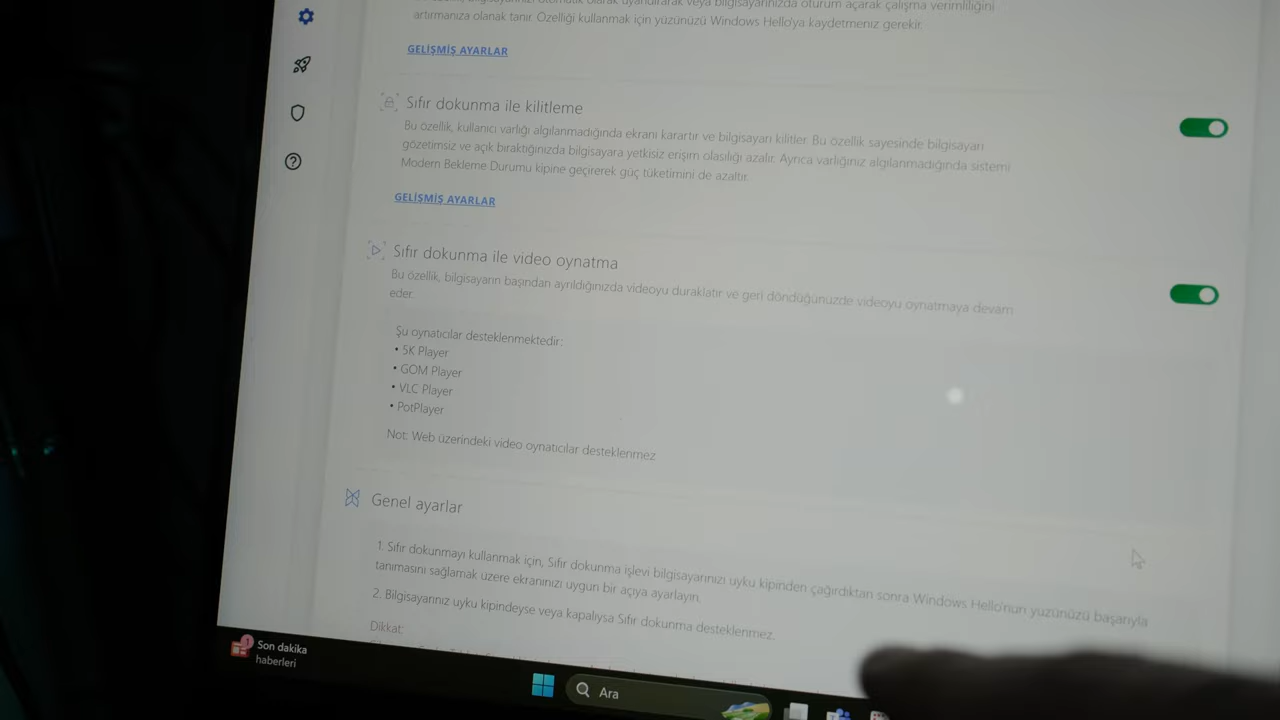 artırmanıza olanak tanır. Özelliği kullanmak için yüzünüzü Windows Hello'ya kaydetmeniz gerekir.
GELİŞMİŞ AYARLAR
Sıfır dokunma ile kilitleme
Bu özellik, kullanıcı varlığı algılanmadığında ekranı karartır ve bilgisayarı kilitler. Bu özellik sayesinde bilgisayarı
gözetimsiz ve açık bıraktığınızda bilgisayara yetkisiz erişim olasılığı azalır. Ayrıca varlığınız algılanmadığında sistemi
Modern Bekleme Durumu kipine geçirerek güç tüketimini de azaltır.
GELİŞMİŞ AYARLAR
Sıfır dokunma ile video oynatma
Bu özellik, bilgisayarın başından ayrıldığınızda videoyu duraklatır ve geri döndüğünüzde videoyu oynatmaya devam
eder.
Şu oynatıcılar desteklenmektedir:
• 5K Player
• GOM Player
• VLC Player
• PotPlayer
Not: Web üzerindeki video oynatıcılar desteklenmez
Genel ayarlar
1. Sıfır dokunmayı kullanmak için, Sıfır dokunma işlevi bilgisayarınızı uyku kipinden çağırdıktan sonra Windows Hello'nun yüzünüzü başarıyla
tanımasını sağlamak üzere ekranınızı uygun bir açıya ayarlayın.
2. Bilgisayarınız uyku kipindeyse veya kapalıysa Sıfır dokunma desteklenmez.
Dikkat:
1
Son dakika
haberleri
Ara